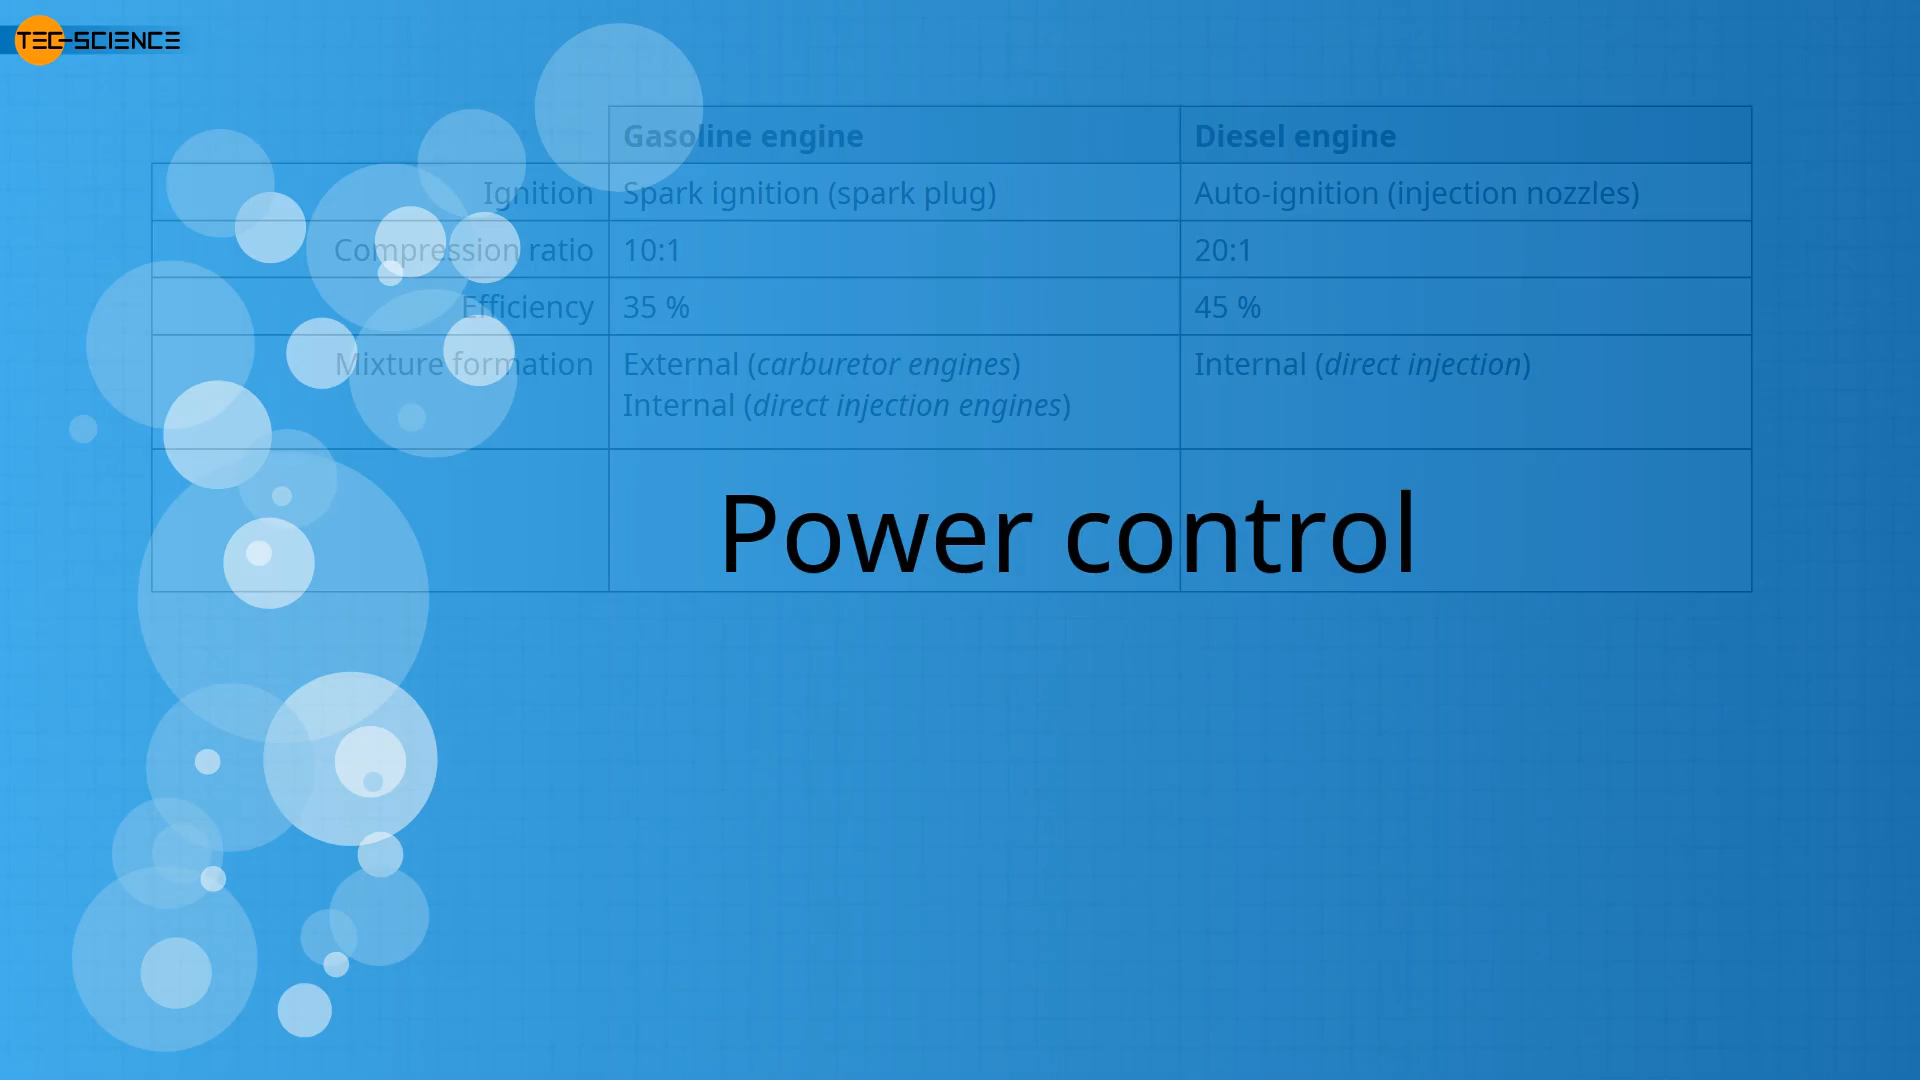 TEC-SCIENCE
Gasoline engine Diesel engine
Ignition Spark ignition (spark plug) Auto-ignition (injection nozzles)
Compression ratio 10:1 20:1
Efficiency 35 % 45 %
Mixture formation External (carburetor engines) Internal (direct injection)
Internal (direct injection engines)
Power control